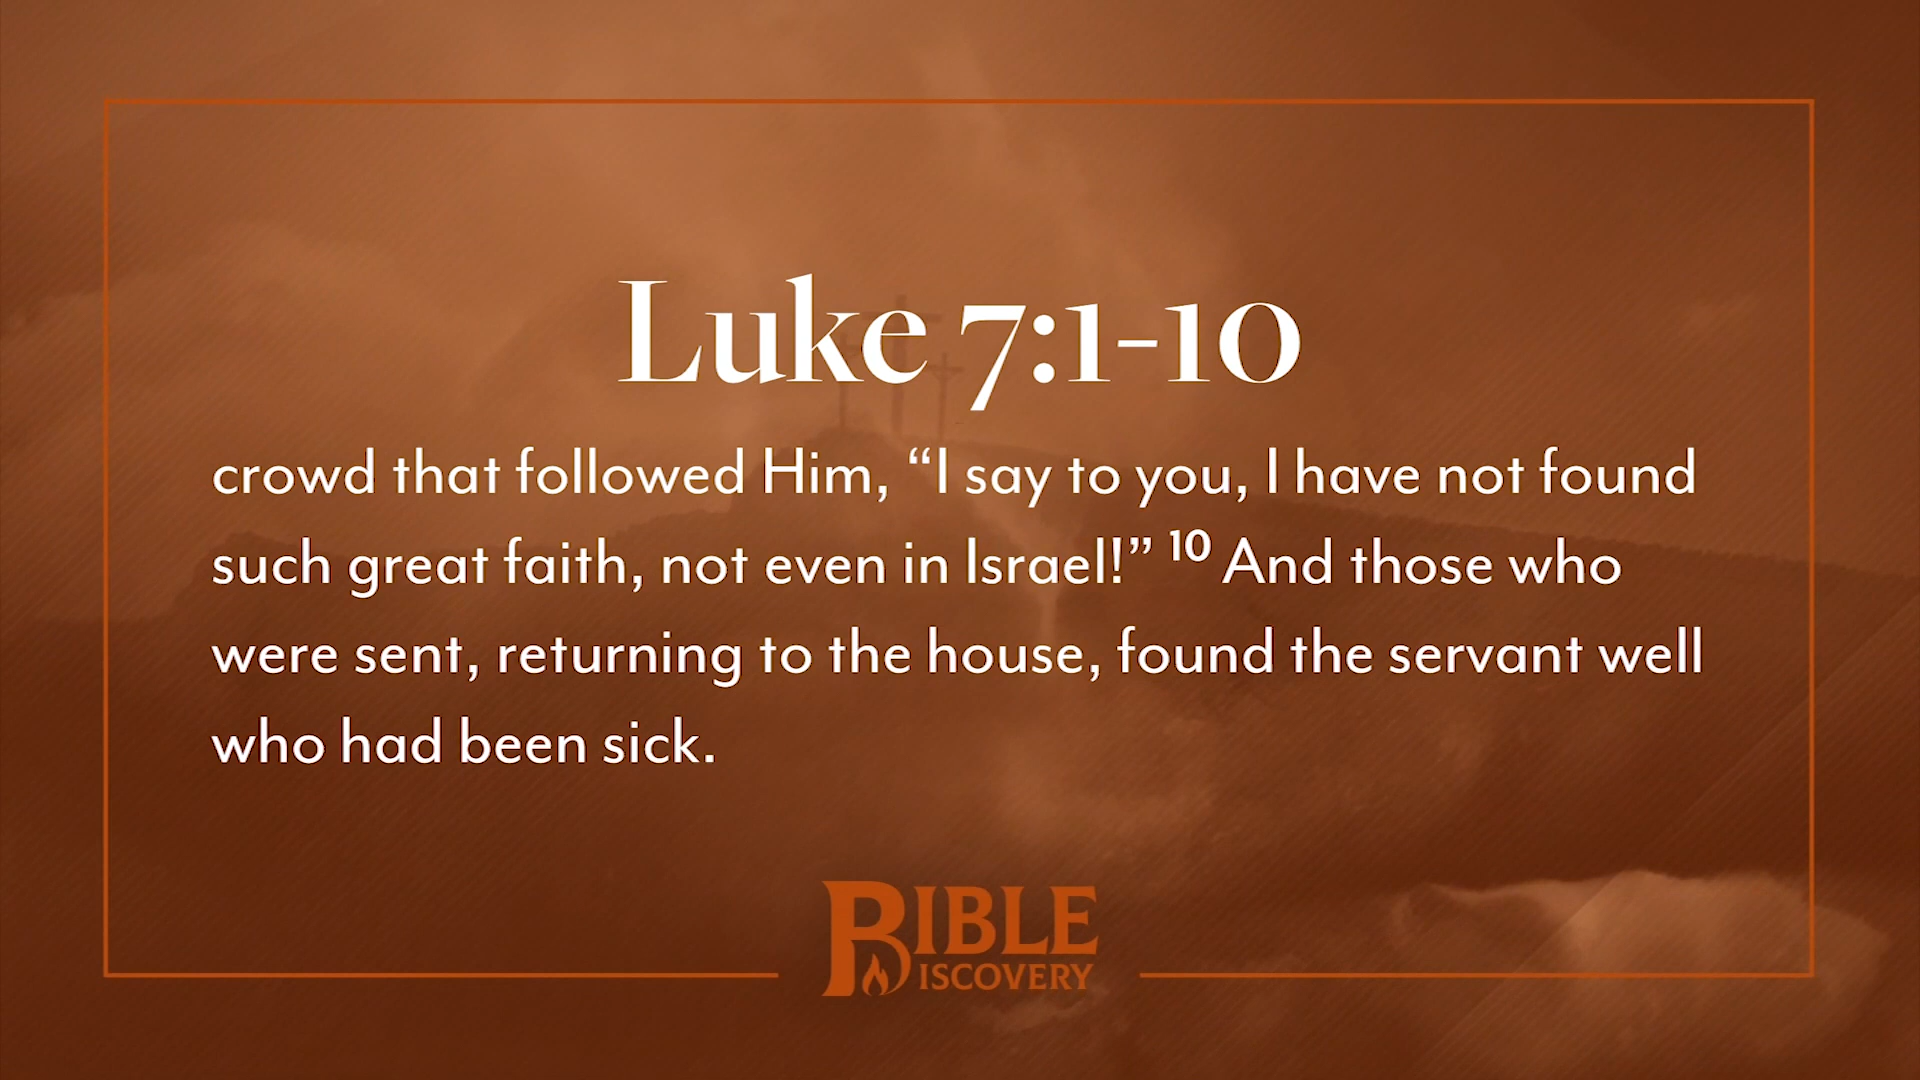 Luke 7:1-10
crowd that followed Him, “I say to you, I have not found
such great faith, not even in Israel!” ¹⁰ And those who
were sent, returning to the house, found the servant well
who had been sick.
BIBLE
DISCOVERY